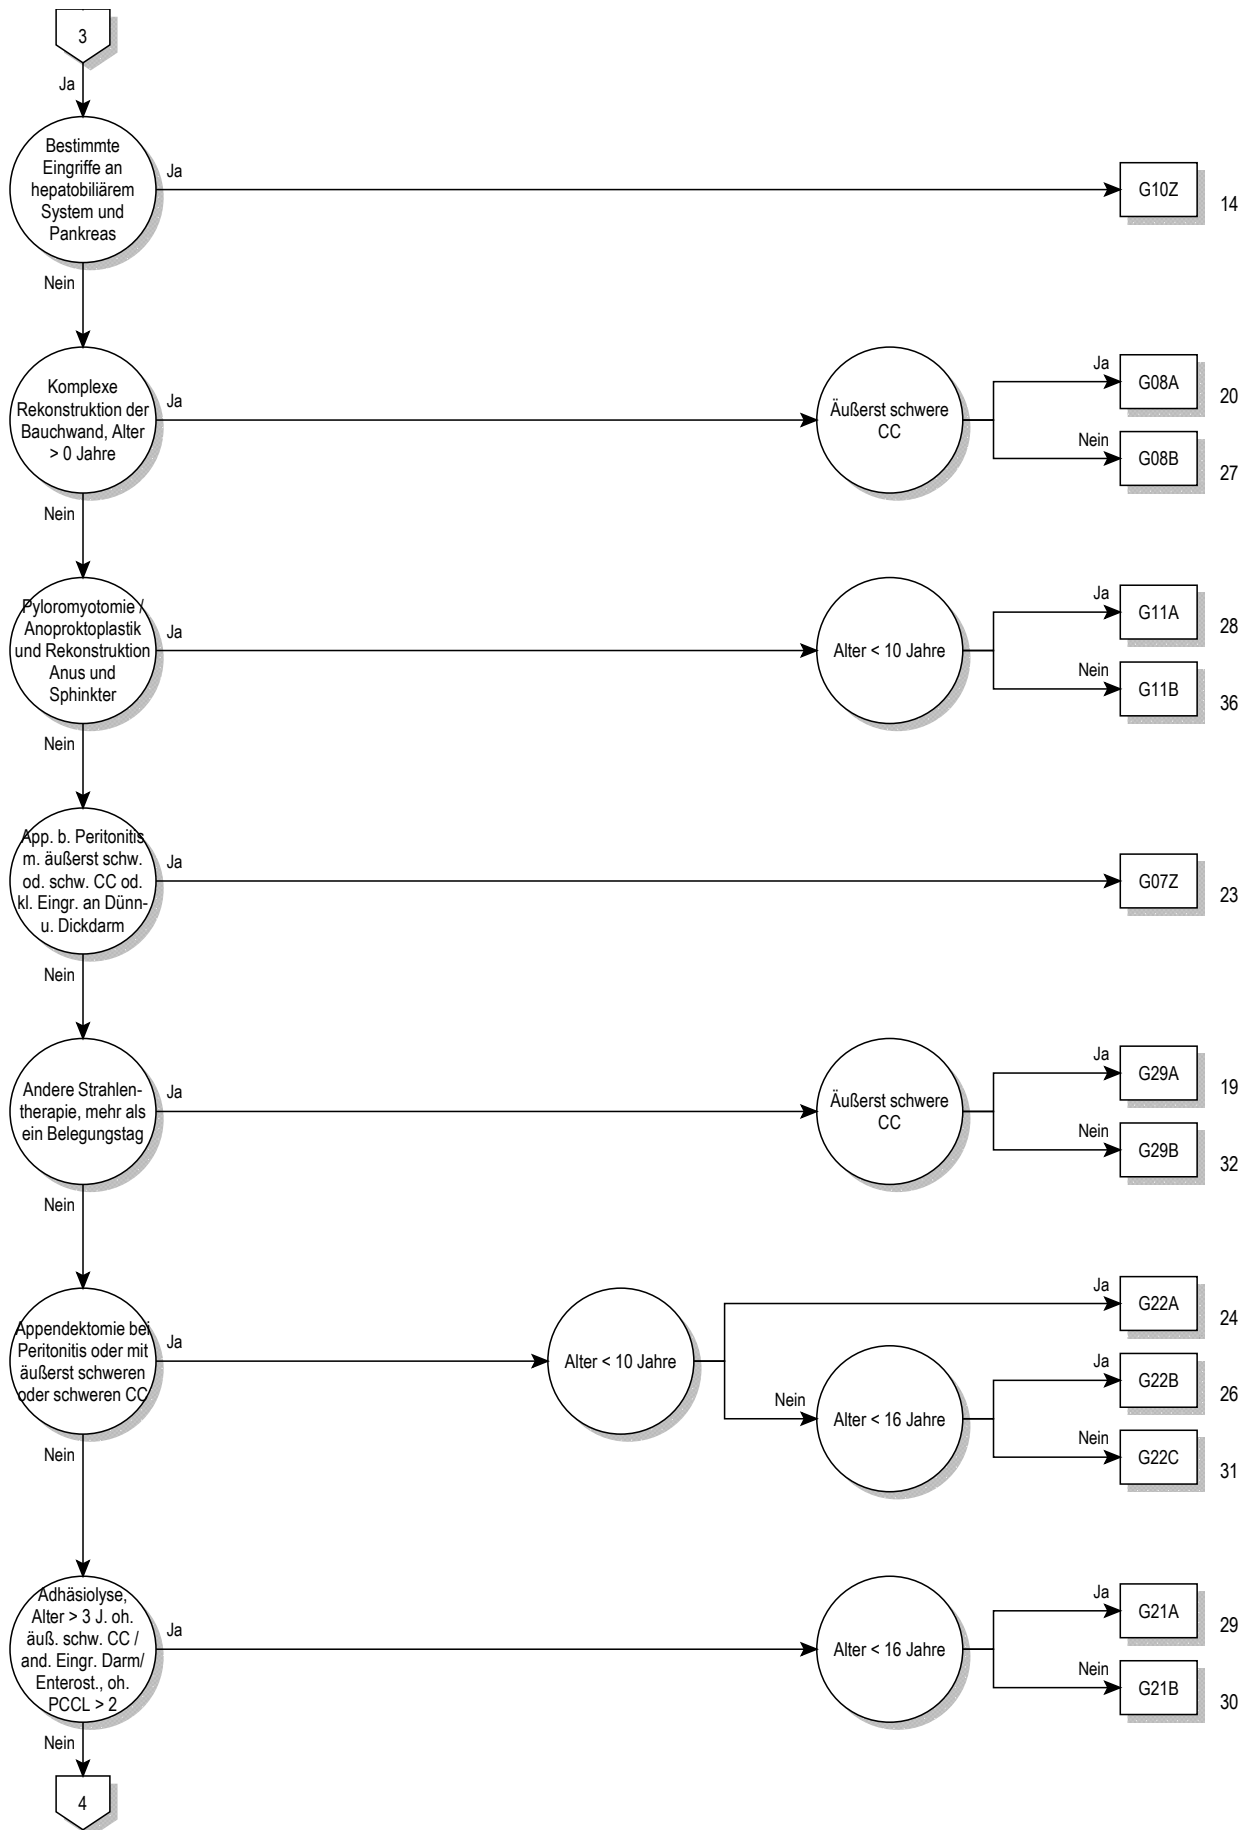 3
Ja
Bestimmte
Eingriffe an
hepatobiliärem
System und
Pankreas
Ja
G10Z
14
Nein
Komplexe
Rekonstruktion der
Bauchwand, Alter
> 0 Jahre
Ja
Äußerst schwere
CC
Ja
G08A
20
Nein
G08B
27
Nein
Pyloromyotomie /
Anoproktoplastik
und Rekonstruktion
Anus und
Sphinkter
Ja
Alter < 10 Jahre
Ja
G11A
28
Nein
G11B
36
Nein
App. b. Peritonitis
m. äußerst schw.
od. schw. CC od.
kl. Eingr. an Dünn-
u. Dickdarm
Ja
G07Z
23
Nein
Andere Strahlen-
therapie, mehr als
ein Belegungstag
Ja
Äußerst schwere
CC
Ja
G29A
19
Nein
G29B
32
Nein
Appendektomie bei
Peritonitis oder mit
äußerst schweren
oder schweren CC
Ja
Alter < 10 Jahre
Ja
G22A
24
Nein
Alter < 16 Jahre
Ja
G22B
26
Nein
G22C
31
Nein
Adhäsiolyse,
Alter > 3 J. oh.
äuß. schw. CC /
and. Eingr. Darm/
Enterost., oh.
PCCL > 2
Ja
Alter < 16 Jahre
Ja
G21A
29
Nein
G21B
30
Nein
4